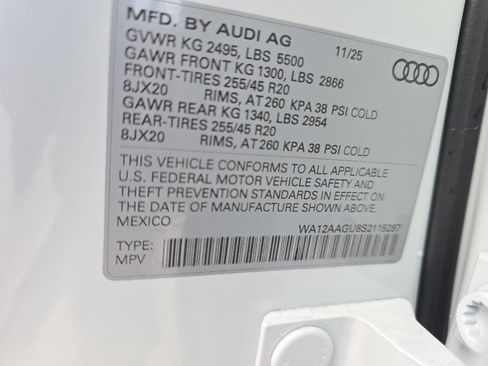 MFD. BY AUDI AG 11/25
GVWR KG 2495, LBS 5500
GAWR FRONT KG 1300, LBS 2866
FRONT-TIRES 255/45 R20
8JX20 RIMS, AT 260 KPA 38 PSI COLD
GAWR REAR KG 1340, LBS 2954
REAR-TIRES 255/45 R20
8JX20 RIMS, AT 260 KPA 38 PSI COLD
THIS VEHICLE CONFORMS TO ALL APPLICABLE
U.S. FEDERAL MOTOR VEHICLE SAFETY AND
THEFT PREVENTION STANDARDS IN EFFECT ON
THE DATE OF MANUFACTURE SHOWN ABOVE.
MEXICO
WA12AAGU8S2115287
TYPE:
MPV